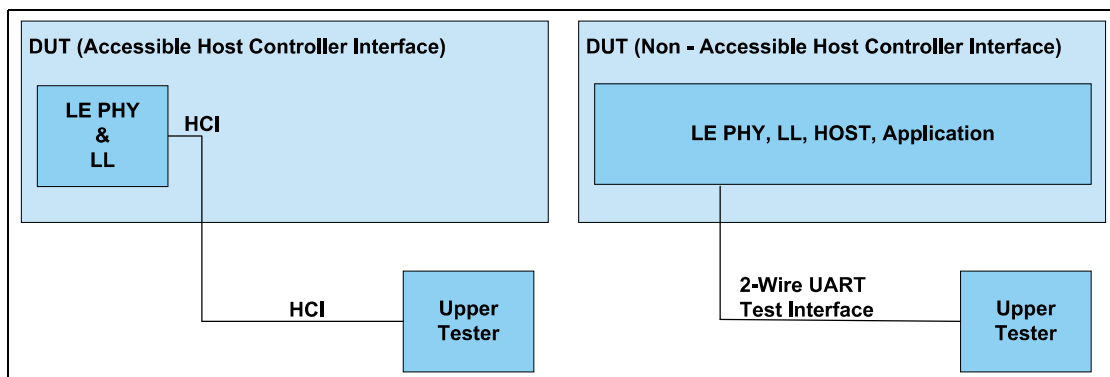 DUT (Accessible Host Controller Interface)
LE PHY
&
LL
HCI
HCI
Upper
Tester
DUT (Non - Accessible Host Controller Interface)
LE PHY, LL, HOST, Application
2-Wire UART
Test Interface
Upper
Tester